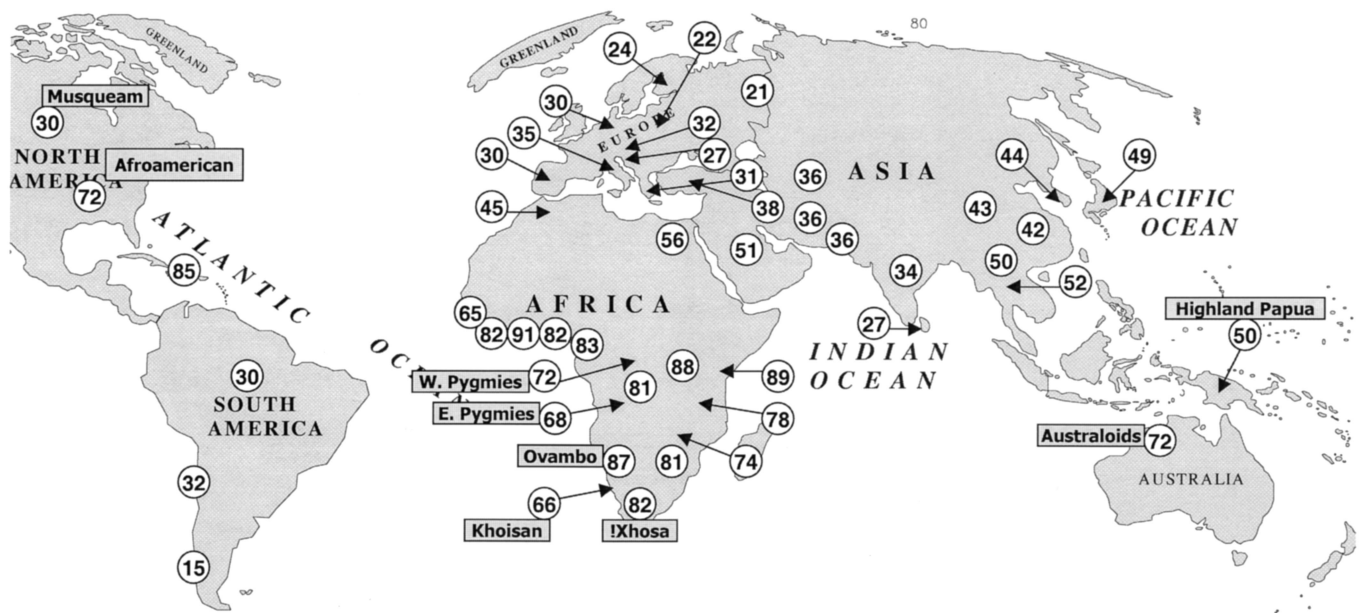 80
GREENLAND
GREENLAND
22
24
Musqueam
30
21
30
EUROPE
32
35
NORTH
AMERICA
Afroamerican
27
30
31
36
ASIA
44
49
72
38
45
43
PACIFIC
OCEAN
36
42
56
51
36
ATLANTIC
OCEAN
85
34
50
52
AFRICA
65
82
91
82
83
27
Highland Papua
50
INDIAN
OCEAN
88
W. Pygmies
72
81
89
30
SOUTH
AMERICA
E. Pygmies
68
78
Australoids
72
Ovambo
87
81
74
AUSTRALIA
32
66
82
Khoisan
!Xhosa
15